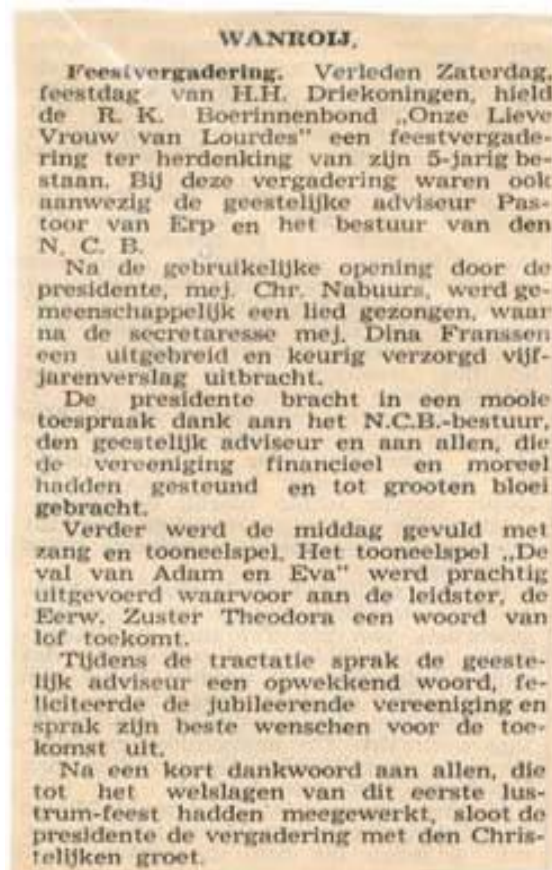 WANROIJ.
Feestvergadering. Verleden Zaterdag,
feestdag van H.H. Driekoningen, hield
de R. K. Boerinnenbond „Onze Lieve
Vrouw van Lourdes" een feestvergade-
ring ter herdenking van zijn 5-jarig be-
staan. Bij deze vergadering waren ook
aanwezig de geestelijke adviseur Pas-
toor van Erp en het bestuur van den
N. C. B.
Na de gebruikelijke opening door de
presidente, mej. Chr. Nabuurs, werd ge-
meenschappelijk een lied gezongen, waar
na de secretaresse mej. Dina Franssen
een uitgebreid en keurig verzorgd vijf-
jarenverslag uitbracht.
De presidente bracht in een mooie
toespraak dank aan het N.C.B.-bestuur,
den geestelijk adviseur en aan allen, die
de vereeniging financieel en moreel
hadden gesteund en tot grooten bloei
gebracht.
Verder werd de middag gevuld met
zang en tooneelspel. Het tooneelspel „De
val van Adam en Eva" werd prachtig
uitgevoerd waarvoor aan de leidster, de
Eerw. Zuster Theodora een woord van
lof toekomt.
Tijdens de tractatie sprak de geeste-
lijk adviseur een opwekkend woord, fe-
liciteerde de jubileerende vereeniging en
sprak zijn beste wenschen voor de toe-
komst uit.
Na een kort dankwoord aan allen, die
tot het welslagen van dit eerste lus-
trum-feest hadden meegewerkt, sloot de
presidente de vergadering met den Chris-
telijken groet.